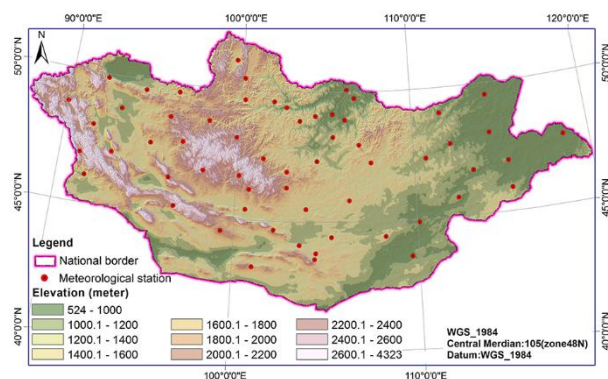 90°0'0"E
100°0'0"E
110°0'0"E
120°0'0"E
N
50°0'0"N
50°0'0"N
45°0'0"N
45°0'0"N
40°0'0"N
40°0'0"N
Legend
National border
Meteorological station
Elevation (meter)
524 - 1000
1000.1 - 1200
1200.1 - 1400
1400.1 - 1600
1600.1 - 1800
1800.1 - 2000
2000.1 - 2200
2200.1 - 2400
2400.1 - 2600
2600.1 - 4323
WGS_1984
Central Merdian:105(zone48N)
Datum:WGS_1984
100°0'0"E
110°0'0"E